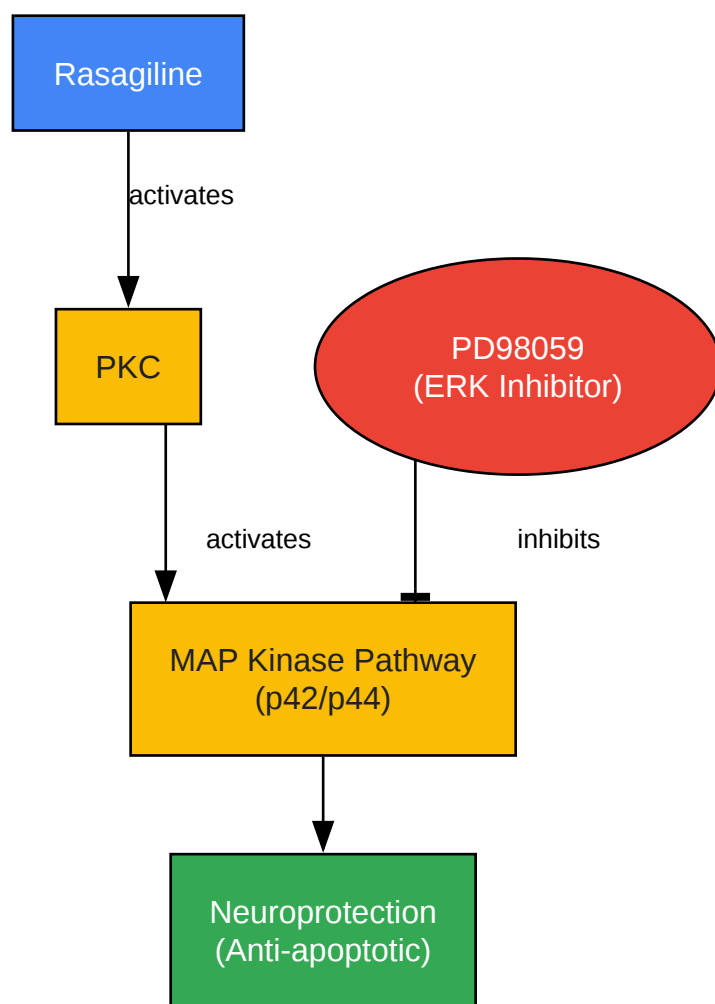 Rasagiline
activates
PKC
PD98059
(ERK Inhibitor)
activates
inhibits
MAP Kinase Pathway
(p42/p44)
Neuroprotection
(Anti-apoptotic)